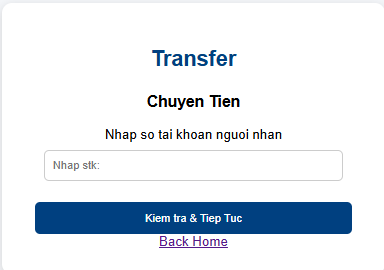 Transfer
Chuyen Tien
Nhap so tai khoan nguoi nhan
Nhap stk:
Kiem tra & Tiep Tuc
Back Home